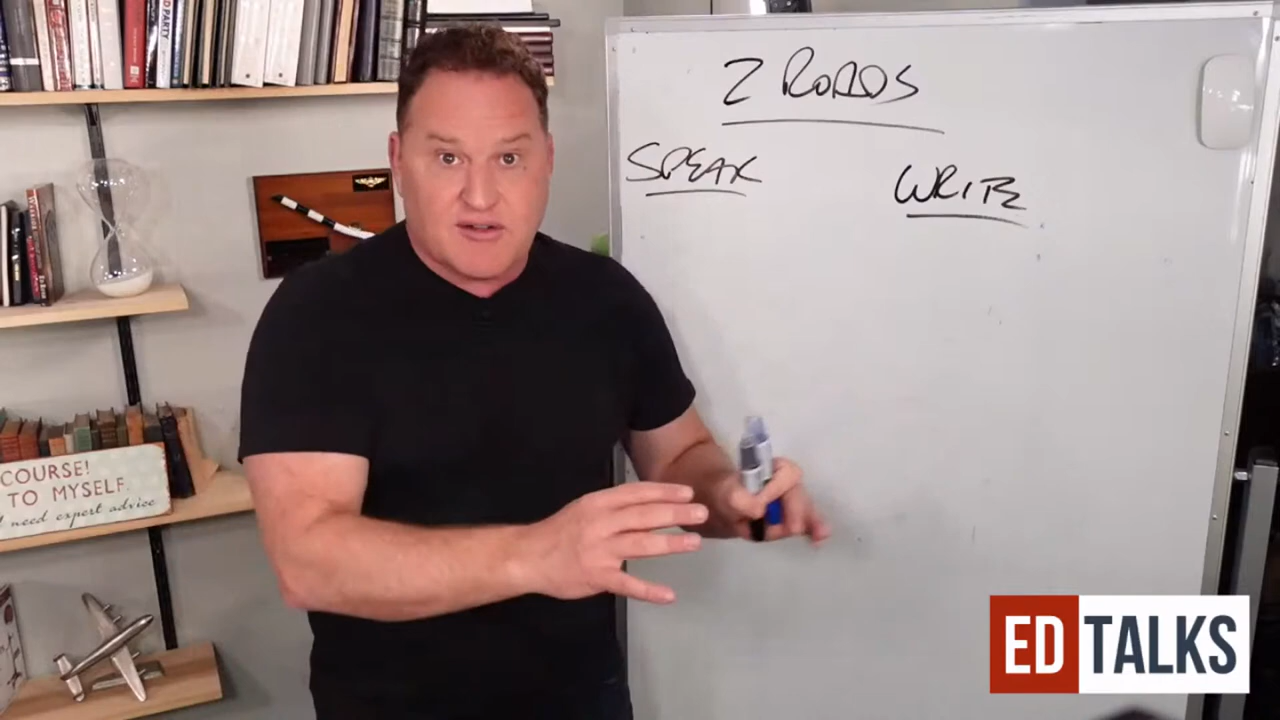 2 ROADS
SPEAK
WRITE
COURSE!
TO MYSELF.
need expert advice
ED TALKS